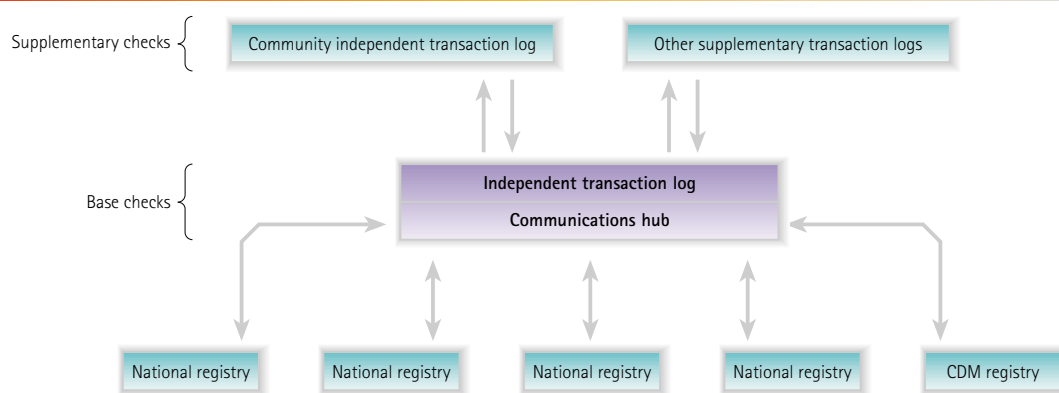 Supplementary checks
Community independent transaction log
Other supplementary transaction logs
Base checks
Independent transaction log
Communications hub
National registry
National registry
National registry
National registry
CDM registry